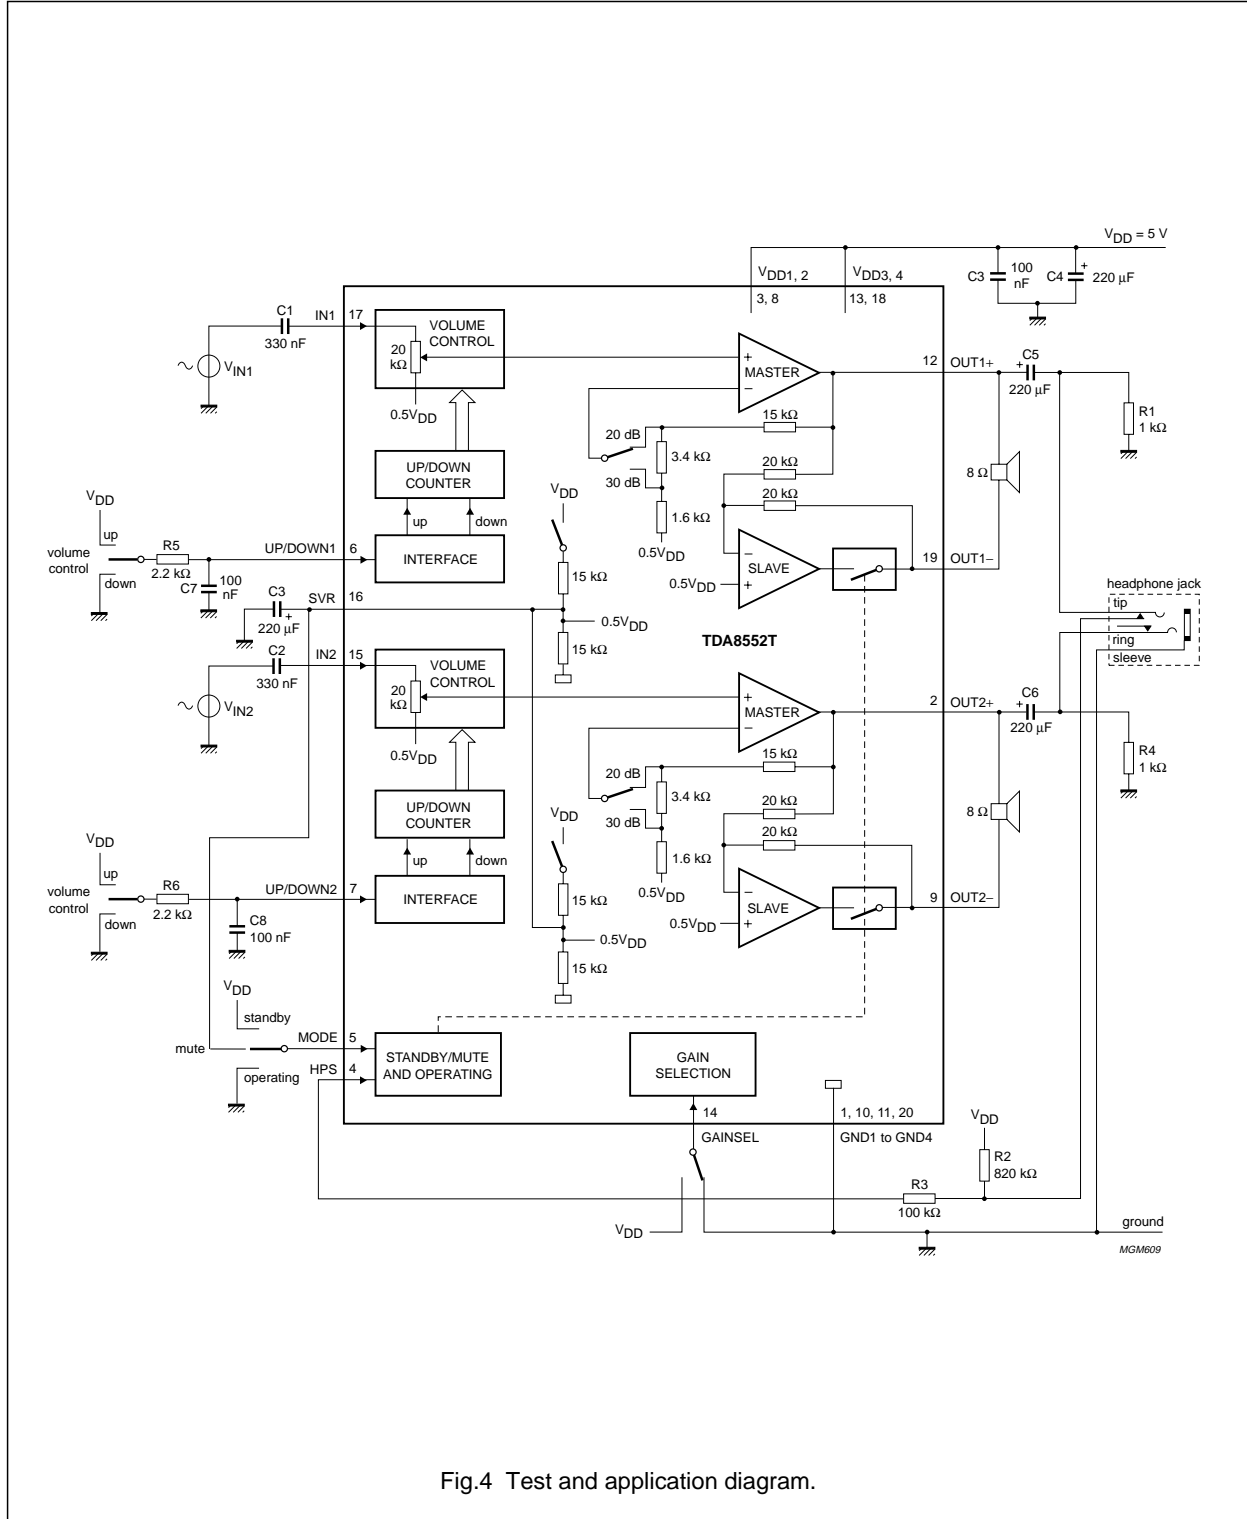 VDD = 5 V
VDD1, 2
VDD3, 4
C3
100
nF
C4
+
220 µF
3, 8
13, 18
C1
330 nF
IN1
17
VOLUME
CONTROL
20
kΩ
0.5VDD
∼
VIN1
+
MASTER
−
12
OUT1+
C5
+
220 µF
R1
1 kΩ
15 kΩ
20 dB
3.4 kΩ
30 dB
1.6 kΩ
0.5VDD
20 kΩ
20 kΩ
8 Ω
UP/DOWN
COUNTER
up
down
VDD
up
volume
control
down
R5
2.2 kΩ
C7
100
nF
UP/DOWN1
6
INTERFACE
VDD
15 kΩ
0.5VDD
15 kΩ
−
SLAVE
+
0.5VDD
19
OUT1−
C3
+
220 µF
SVR
16
TDA8552T
headphone jack
tip
ring
sleeve
C2
330 nF
IN2
15
VOLUME
CONTROL
20
kΩ
0.5VDD
∼
VIN2
+
MASTER
−
2
OUT2+
C6
+
220 µF
R4
1 kΩ
15 kΩ
20 dB
3.4 kΩ
30 dB
1.6 kΩ
0.5VDD
20 kΩ
20 kΩ
8 Ω
UP/DOWN
COUNTER
up
down
VDD
up
volume
control
down
R6
2.2 kΩ
C8
100 nF
UP/DOWN2
7
INTERFACE
VDD
15 kΩ
0.5VDD
15 kΩ
−
SLAVE
+
0.5VDD
9
OUT2−
VDD
standby
mute
operating
MODE
5
HPS
4
STANDBY/MUTE
AND OPERATING
GAIN
SELECTION
14
GAINSEL
1, 10, 11, 20
GND1 to GND4
VDD
R2
820 kΩ
R3
100 kΩ
VDD
ground
MGM609
Fig.4 Test and application diagram.